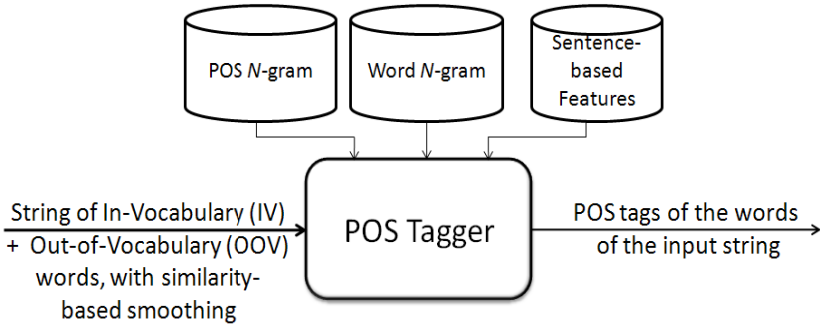 POS N-gram
Word N-gram
Sentence-
based
Features
String of In-Vocabulary (IV)
+ Out-of-Vocabulary (OOV)
words, with similarity-
based smoothing
POS Tagger
POS tags of the words
of the input string